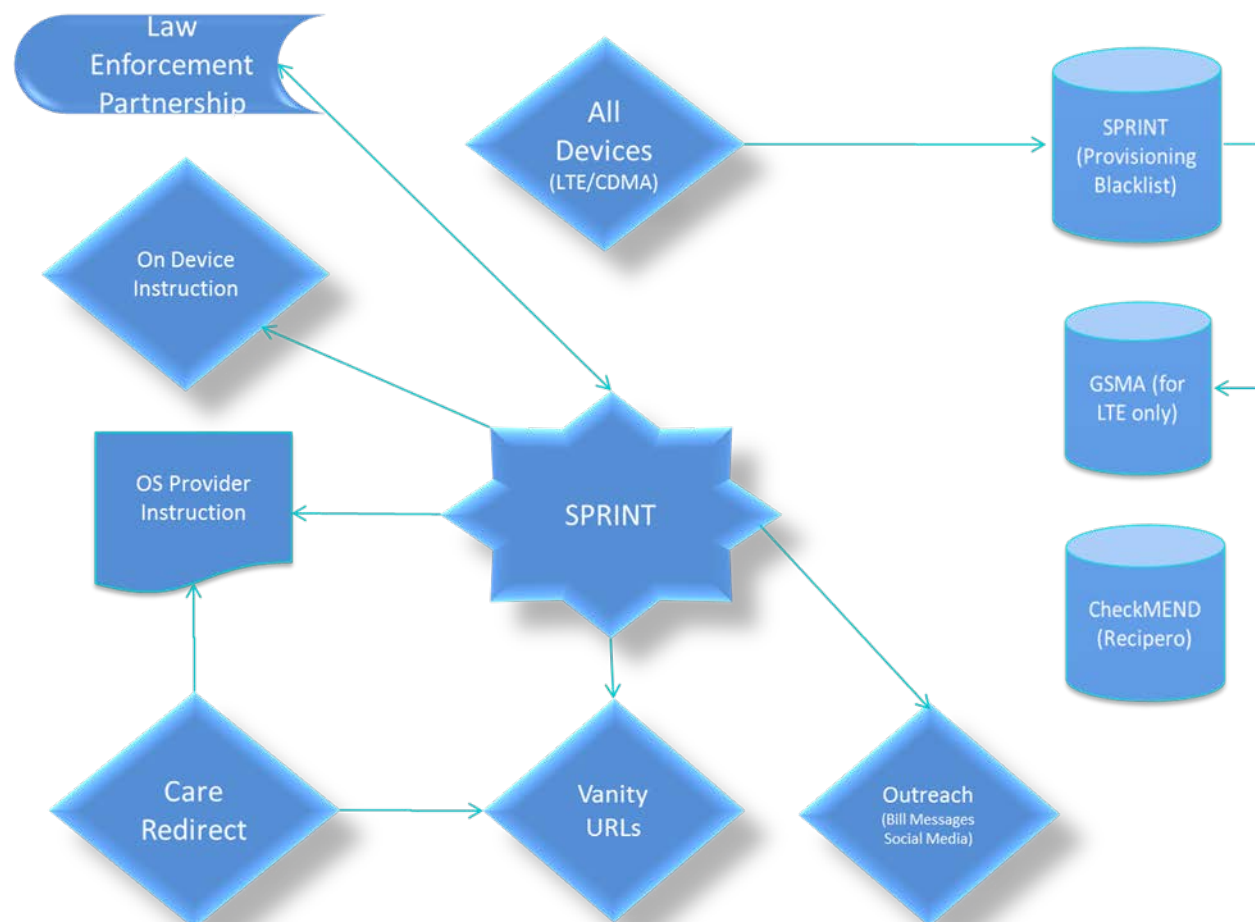 Law
Enforcement
Partnership
All
Devices
(LTE/CDMA)
SPRINT
(Provisioning
Blacklist)
On Device
Instruction
GSMA (for
LTE only)
OS Provider
Instruction
SPRINT
CheckMEND
(Recipero)
Care
Redirect
Vanity
URLs
Outreach
(Bill Messages
Social Media)